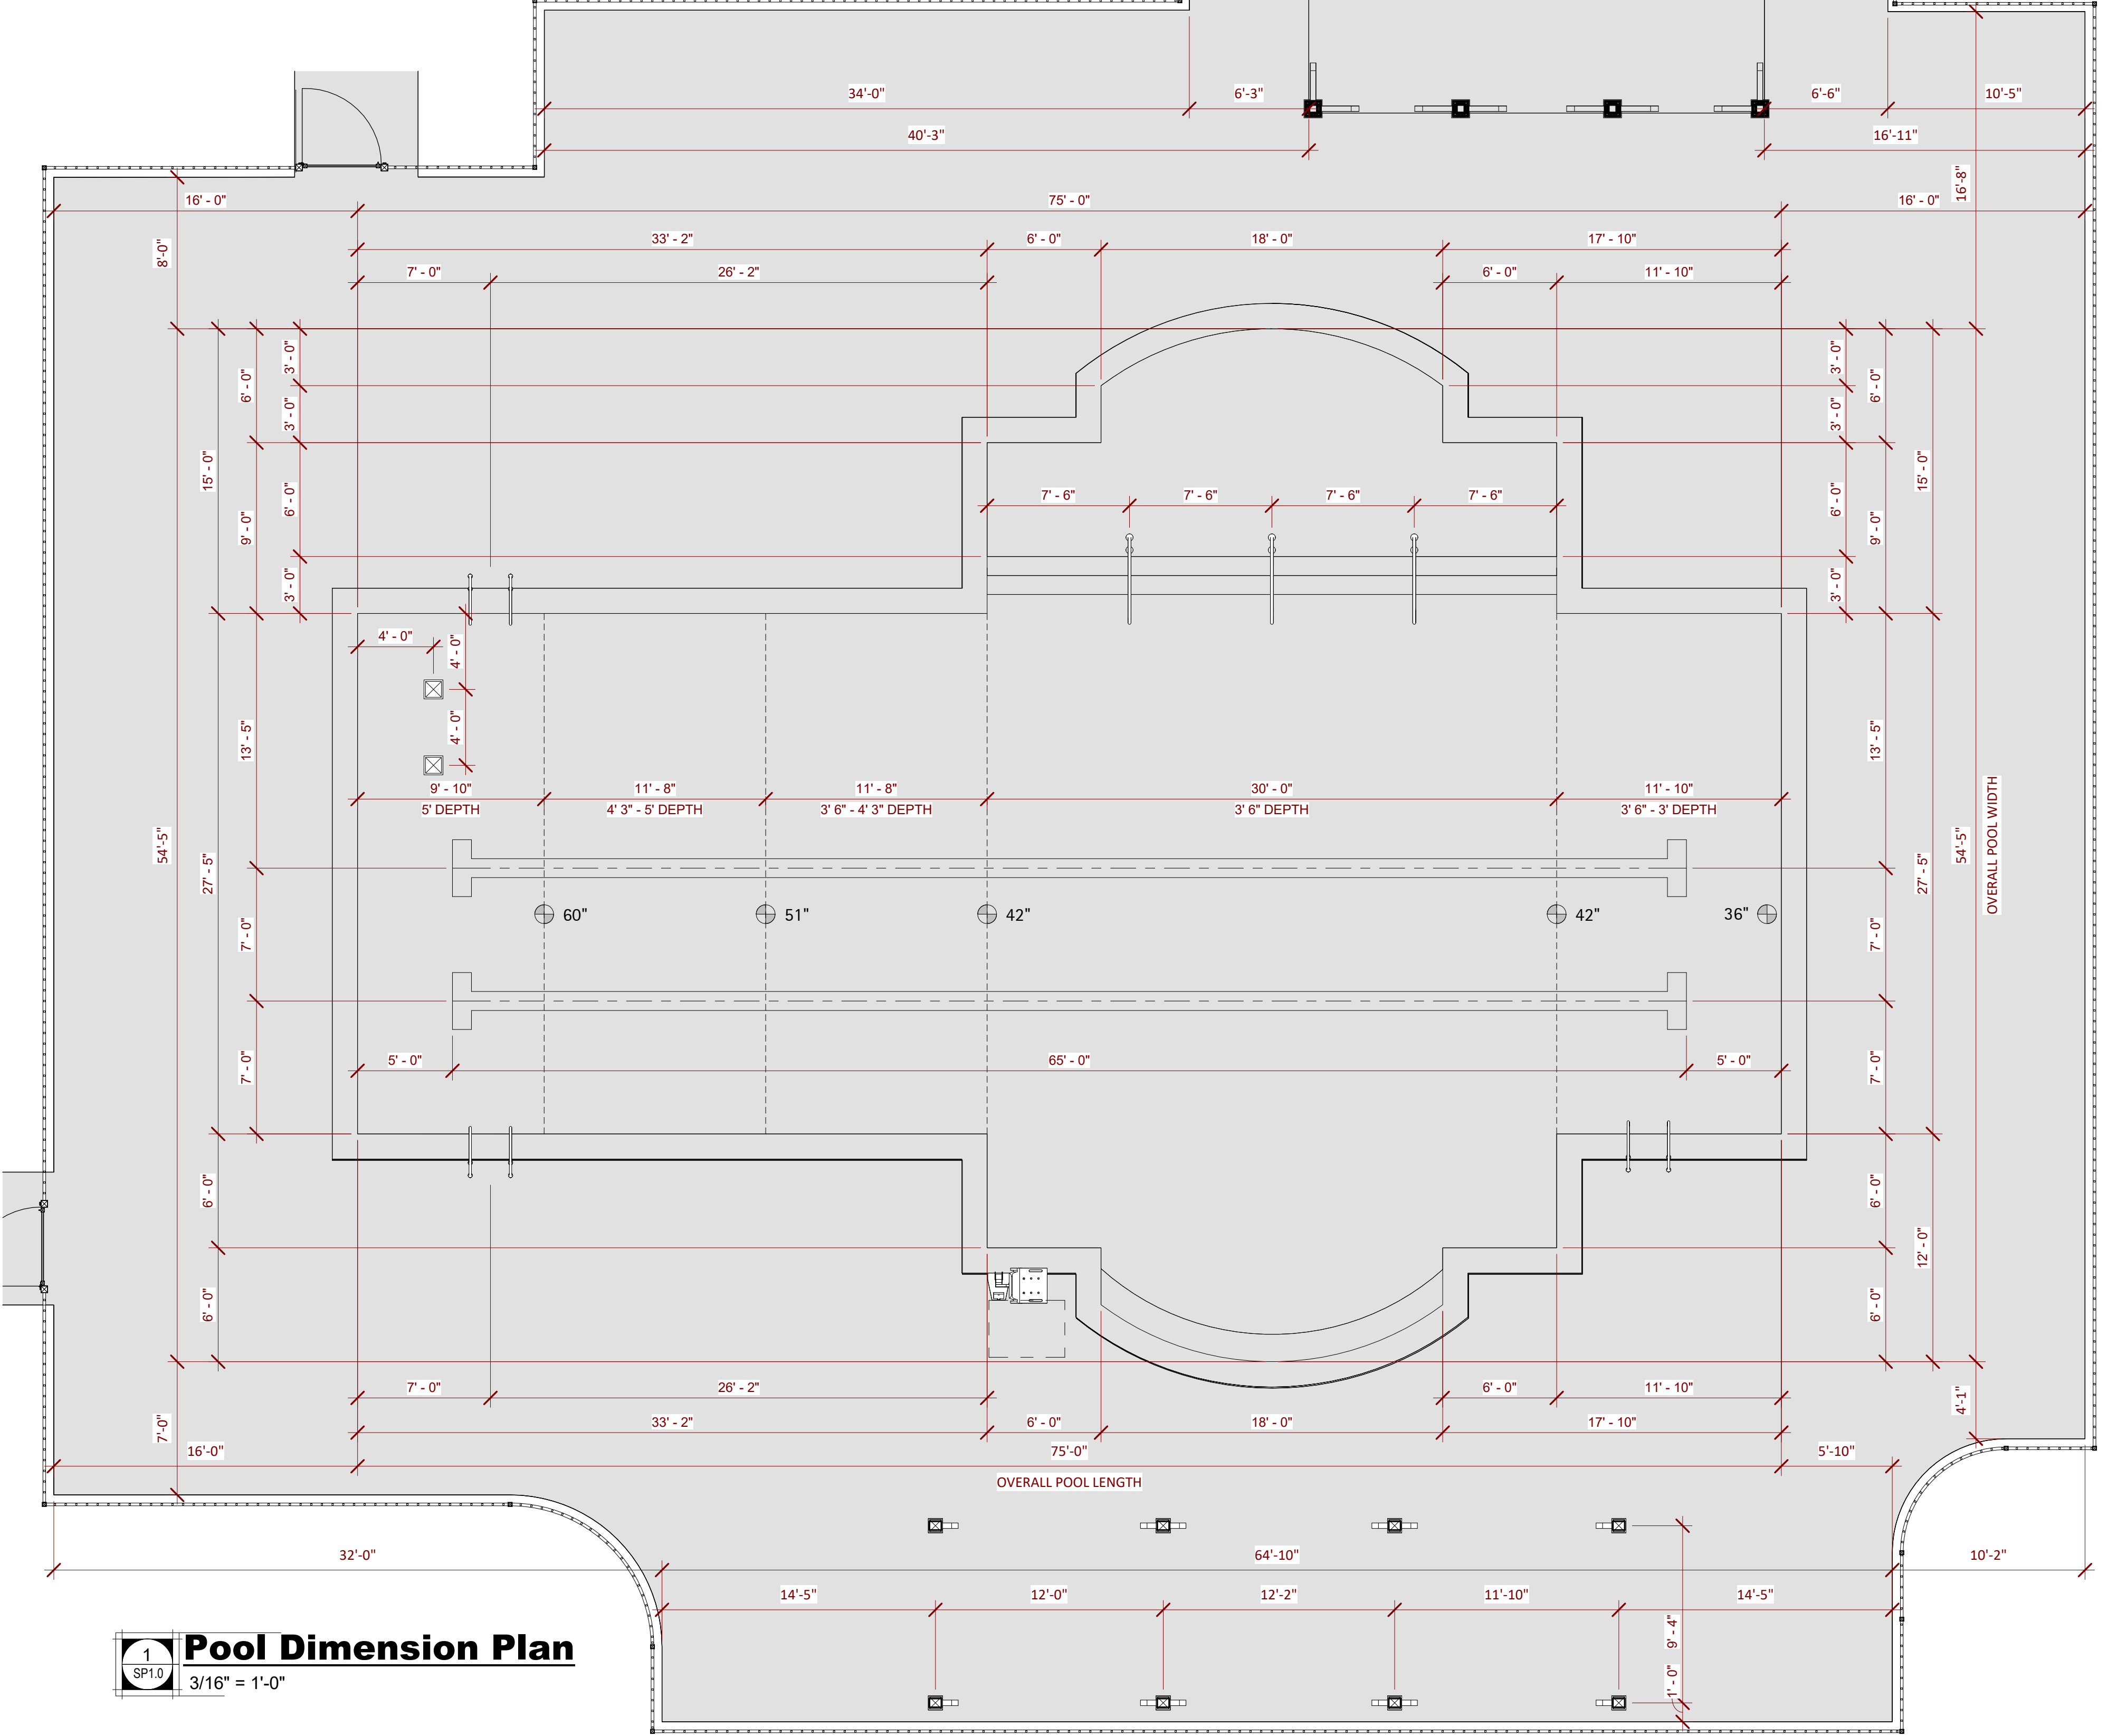 34'-0"
6'-3"
6'-6"
10'-5"
40'-3"
16'-11"
16'-8"
16' - 0"
75' - 0"
16' - 0"
8'-0"
33' - 2"
6' - 0"
18' - 0"
17' - 10"
7' - 0"
26' - 2"
6' - 0"
11' - 10"
3' - 0"
3' - 0"
6' - 0"
6' - 0"
3' - 0"
3' - 0"
15' - 0"
15' - 0"
7' - 6"
7' - 6"
7' - 6"
7' - 6"
6' - 0"
6' - 0"
9' - 0"
9' - 0"
3' - 0"
3' - 0"
4' - 0"
4' - 0"
4' - 0"
13' - 5"
13' - 5"
9' - 10"
11' - 8"
11' - 8"
30' - 0"
11' - 10"
5' DEPTH
4' 3" - 5' DEPTH
3' 6" - 4' 3" DEPTH
3' 6" DEPTH
3' 6" - 3' DEPTH
54'-5"
54'-5"
OVERALL POOL WIDTH
27' - 5"
27' - 5"
60"
51"
42"
42"
36"
7' - 0"
7' - 0"
5' - 0"
65' - 0"
5' - 0"
7' - 0"
7' - 0"
6' - 0"
6' - 0"
12' - 0"
6' - 0"
6' - 0"
7' - 0"
26' - 2"
6' - 0"
11' - 10"
4'-1"
7'-0"
33' - 2"
6' - 0"
18' - 0"
17' - 10"
16'-0"
75'-0"
5'-10"
OVERALL POOL LENGTH
32'-0"
64'-10"
10'-2"
14'-5"
12'-0"
12'-2"
11'-10"
14'-5"
9' - 4"
1' - 0"
1
SP1.0
Pool Dimension Plan
3/16" = 1'-0"